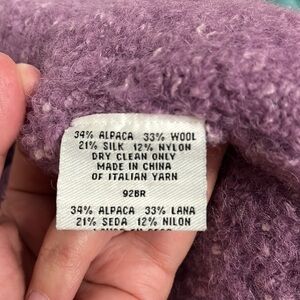 34% ALPACA 33% WOOL
21% SILK 12% NYLON
DRY CLEAN ONLY
MADE IN CHINA
OF ITALIAN YARN
92BR
34% ALPACA 33% LANA
21% SEDA 12% NILON